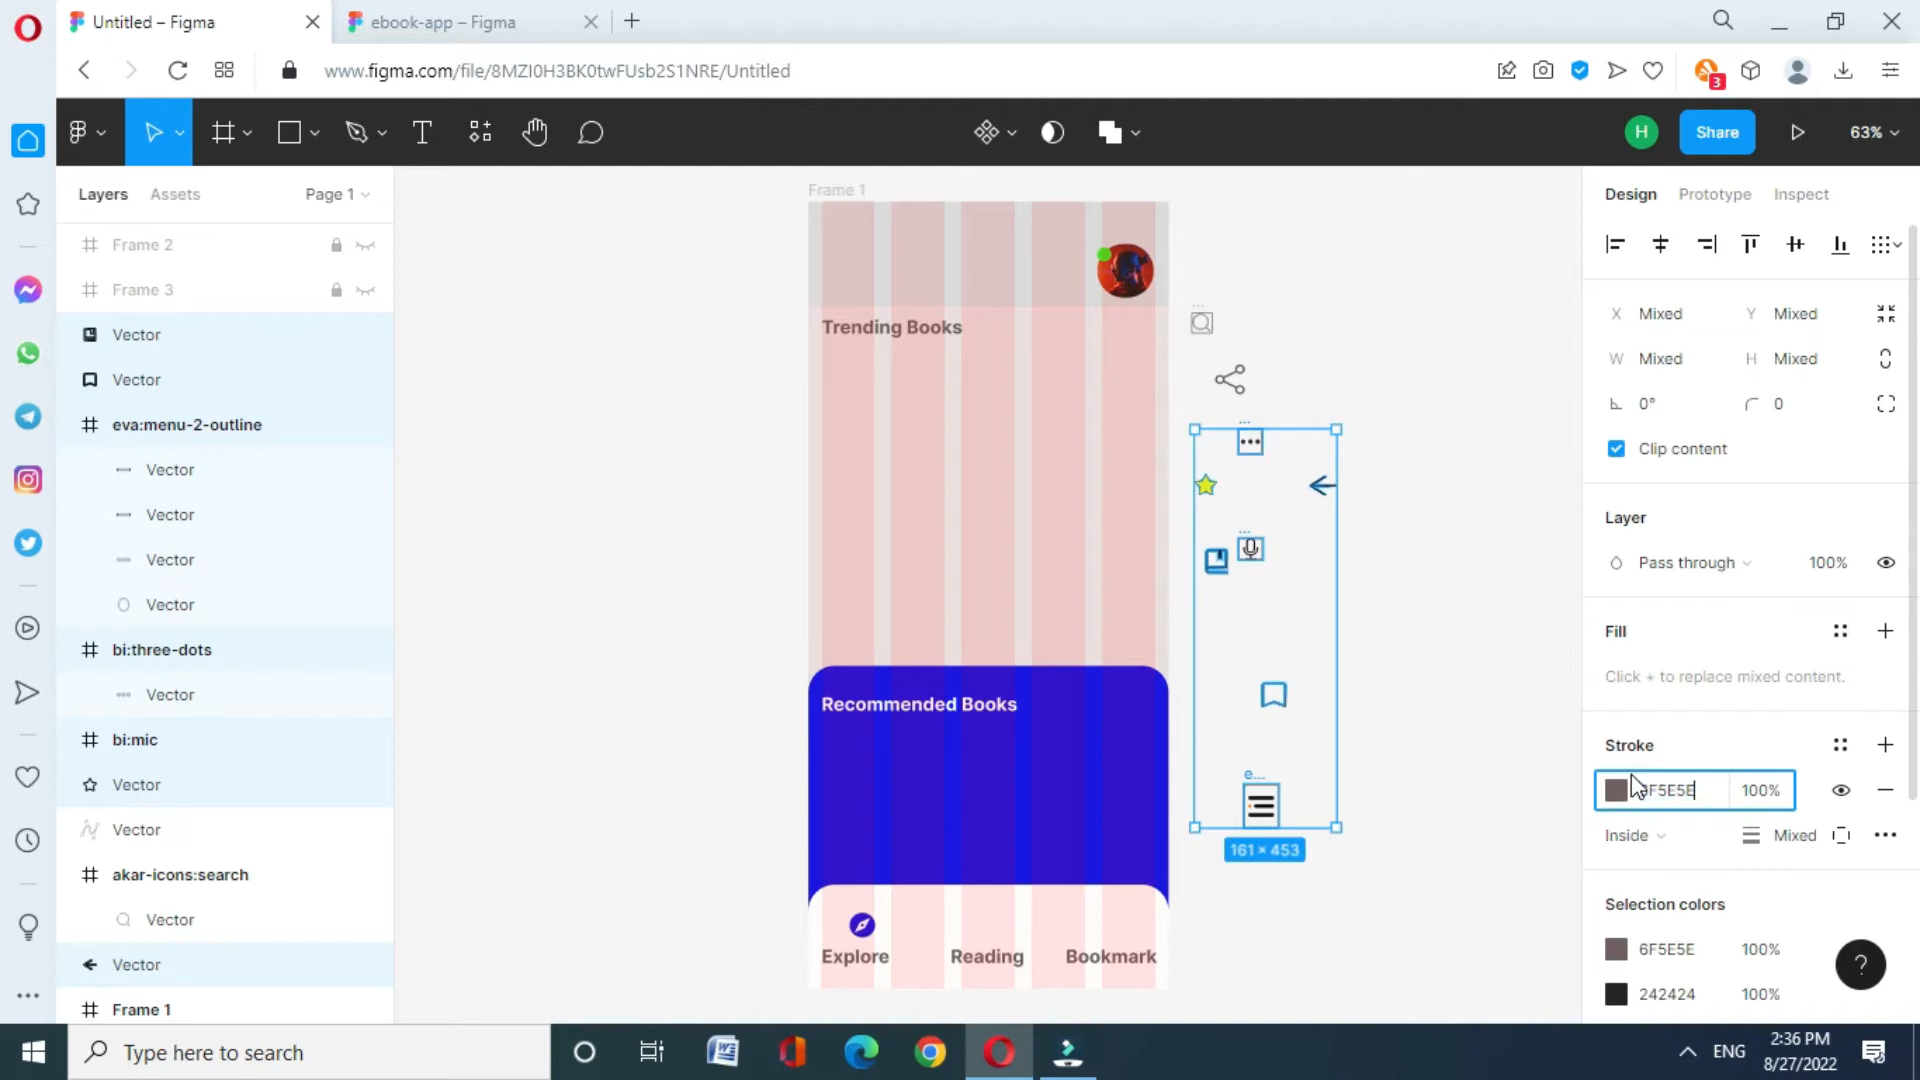 Untitled – Figma
ebook-app – Figma
www.figma.com/file/8MZI0H3BK0twFUsb2S1NRE/Untitled
3
H
Share
63%
Layers
Assets
Page 1
Frame 2
Frame 3
Vector
Vector
eva:menu-2-outline
Vector
Vector
Vector
Vector
bi:three-dots
Vector
bi:mic
Vector
Vector
akar-icons:search
Vector
Vector
Frame 1
Frame 1
Trending Books
Recommended Books
Explore
Reading
Bookmark
...
...
...
e...
161 × 453
Design
Prototype
Inspect
X Mixed
Y Mixed
W Mixed
H Mixed
0°
0
Clip content
Layer
Pass through
100%
Fill
Click + to replace mixed content.
Stroke
F5E5E
100%
Inside
Mixed
Selection colors
6F5E5E
100%
242424
100%
?
Type here to search
ENG
2:36 PM
8/27/2022